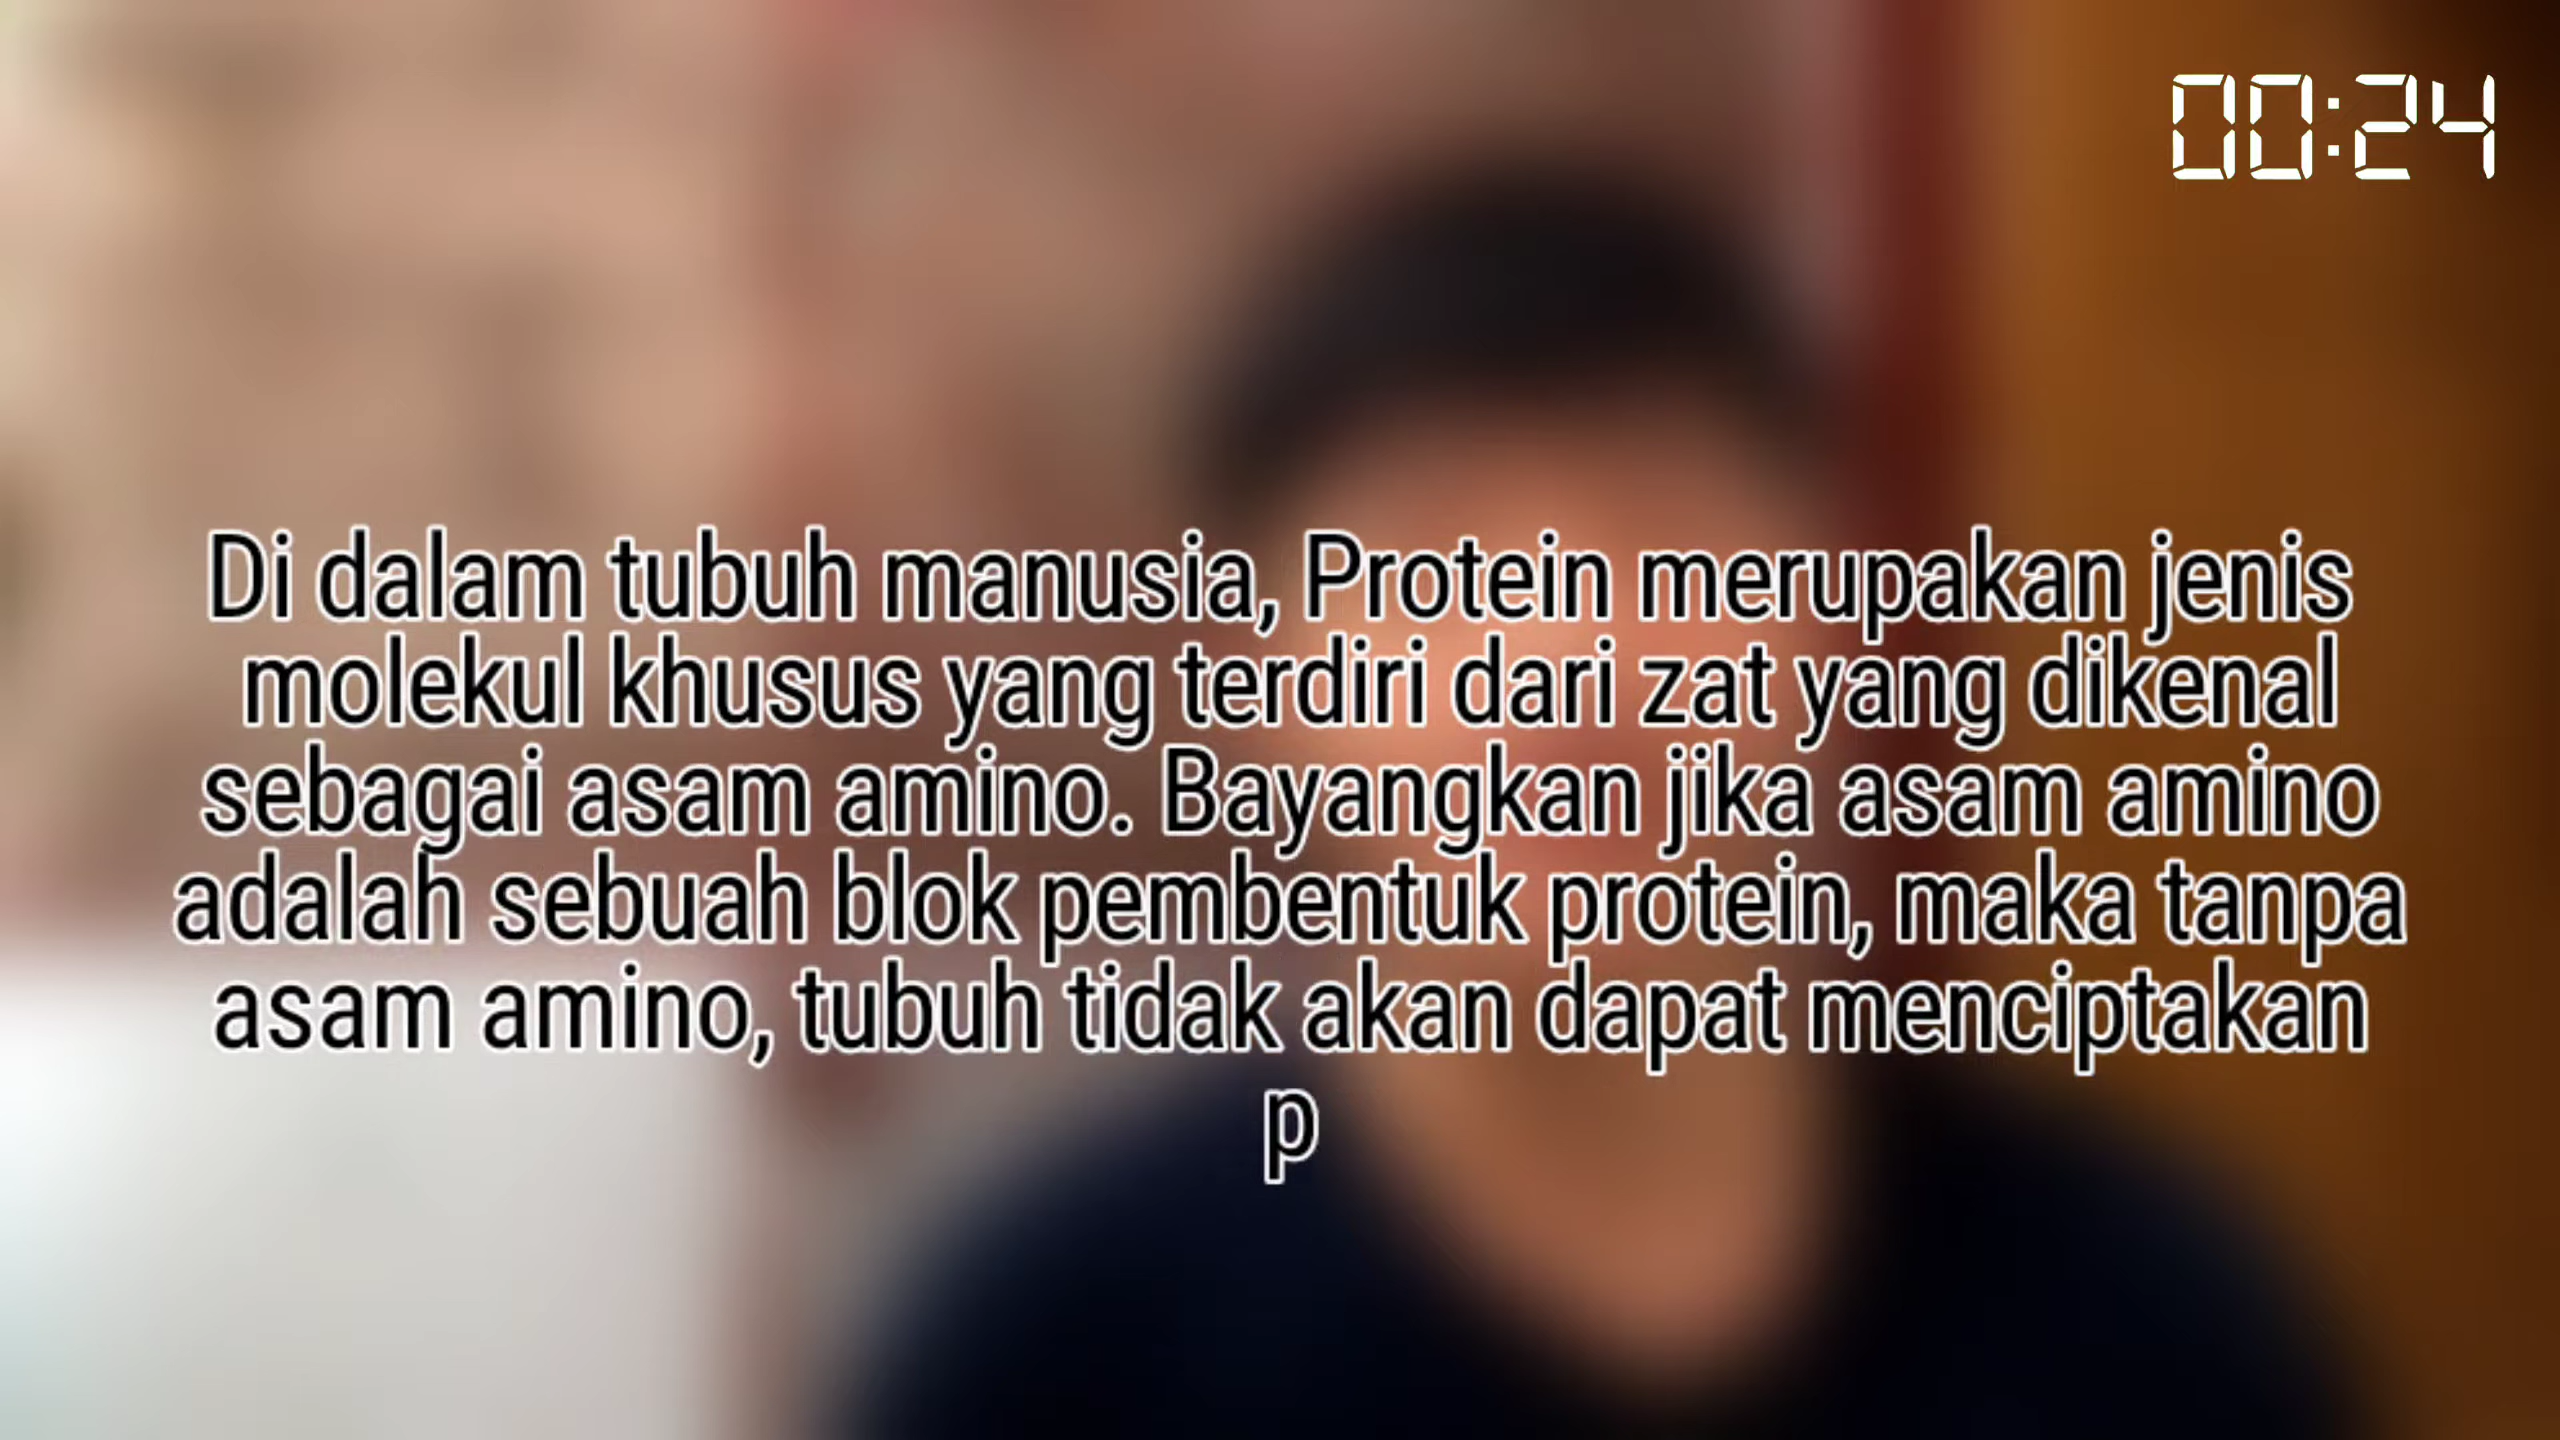 00:24
Di dalam tubuh manusia, Protein merupakan jenis
molekul khusus yang terdiri dari zat yang dikenal
sebagai asam amino. Bayangkan jika asam amino
adalah sebuah blok pembentuk protein, maka tanpa
asam amino, tubuh tidak akan dapat menciptakan
p